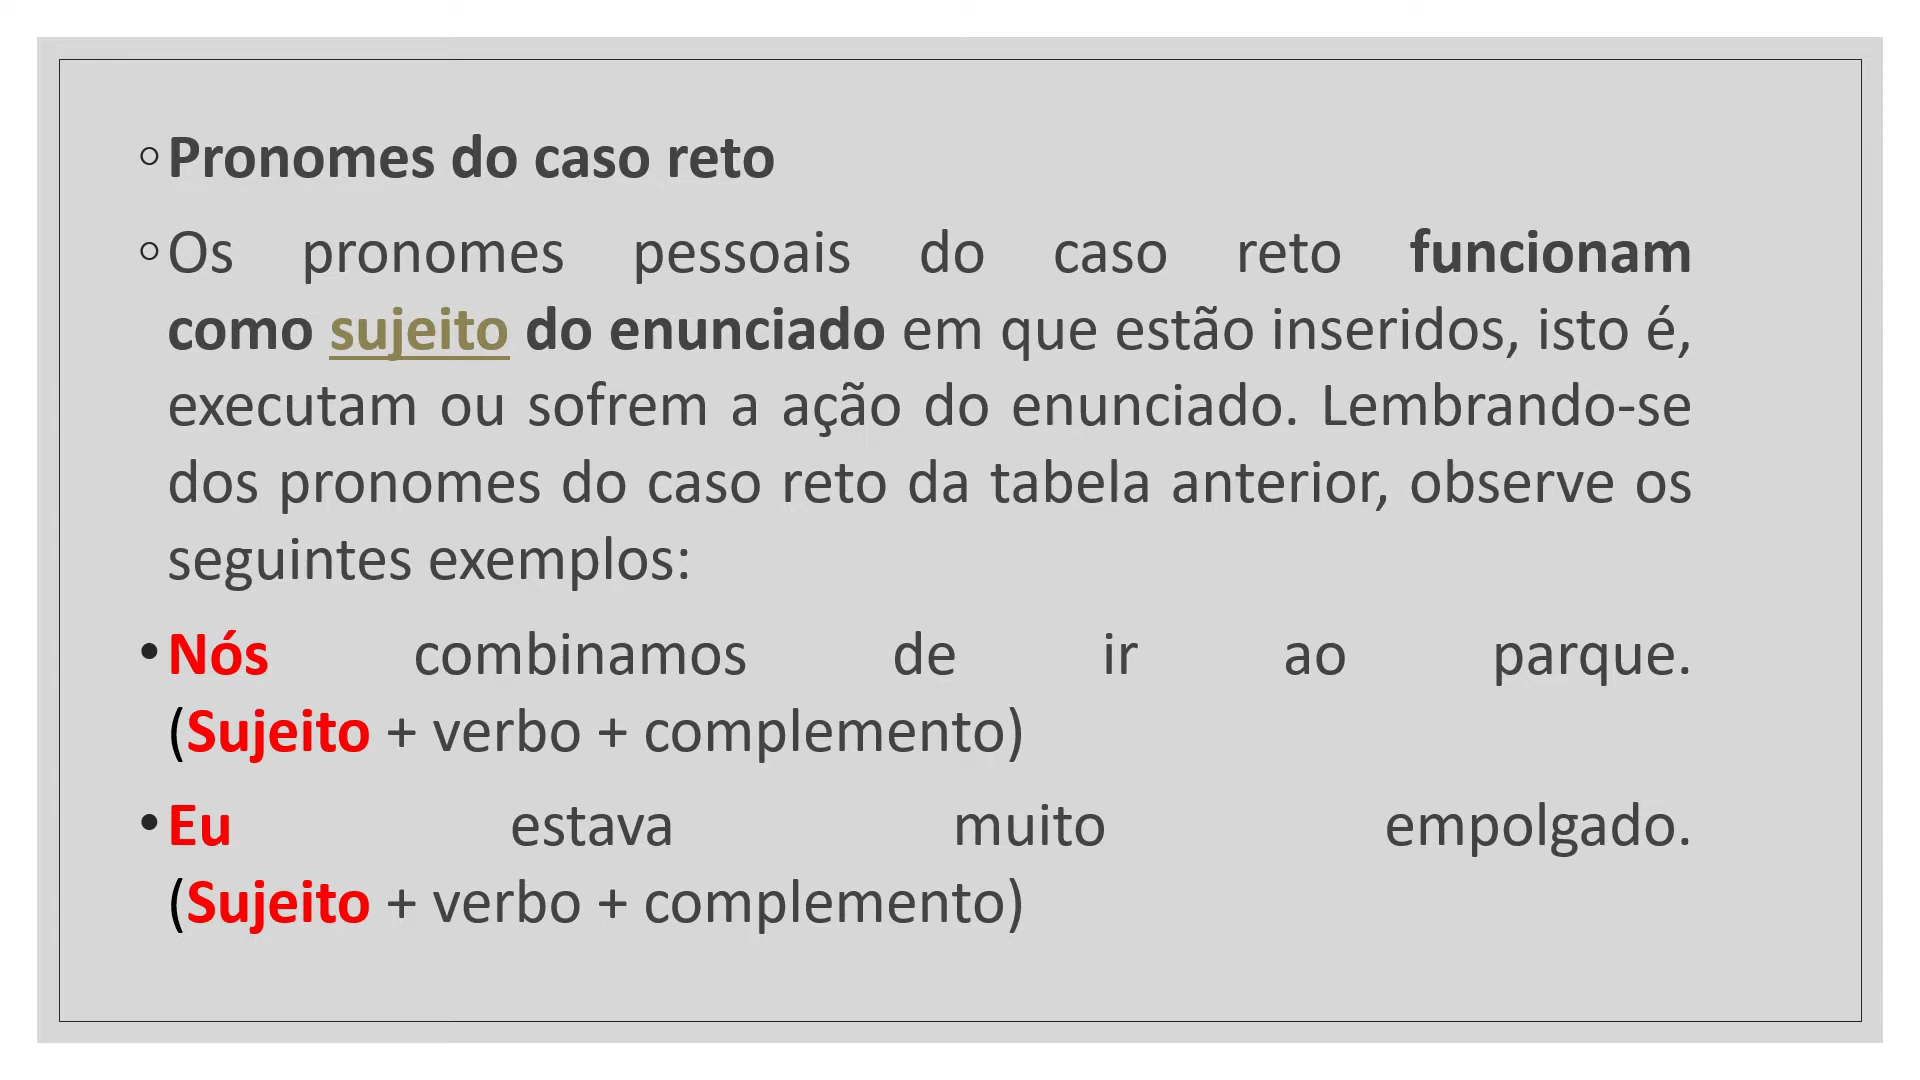 Pronomes do caso reto
Os pronomes pessoais do caso reto funcionam
como sujeito do enunciado em que estão inseridos, isto é,
executam ou sofrem a ação do enunciado. Lembrando-se
dos pronomes do caso reto da tabela anterior, observe os
seguintes exemplos:
Nós combinamos de ir ao parque.
(Sujeito + verbo + complemento)
Eu estava muito empolgado.
(Sujeito + verbo + complemento)